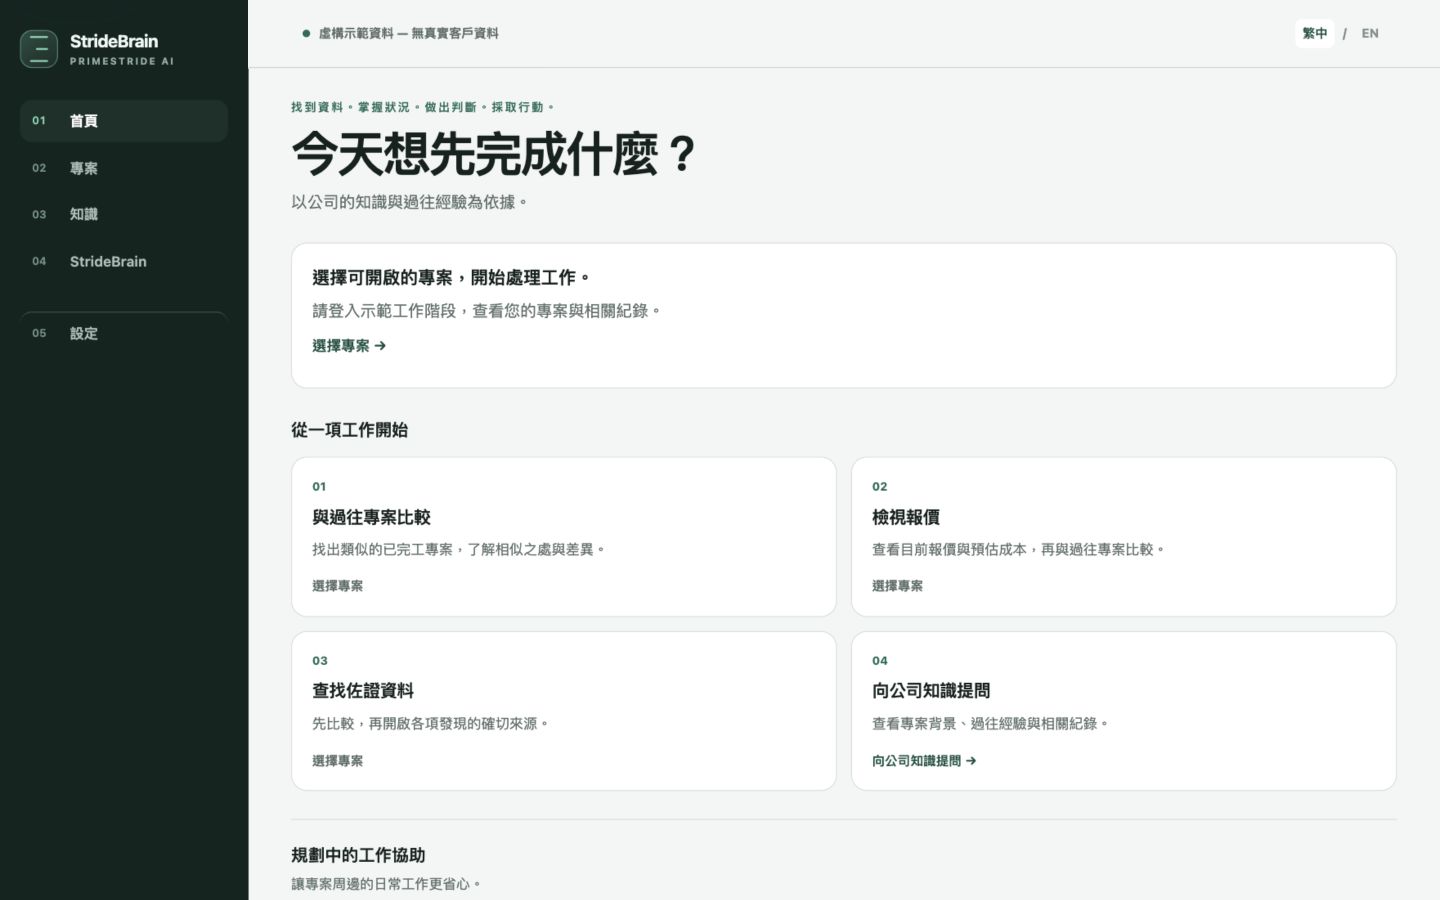 StrideBrain
PRIMESTRIDE AI
01 首頁
02 專案
03 知識
04 StrideBrain
05 設定
虛構示範資料 — 無真實客戶資料
繁中 / EN
找到資料。掌握狀況。做出判斷。採取行動。
今天想先完成什麼？
以公司的知識與過往經驗為依據。
選擇可開啟的專案，開始處理工作。
請登入示範工作階段，查看您的專案與相關紀錄。
選擇專案 →
從一項工作開始
01
與過往專案比較
找出類似的已完工專案，了解相似之處與差異。
選擇專案
02
檢視報價
查看目前報價與預估成本，再與過往專案比較。
選擇專案
03
查找佐證資料
先比較，再開啟各項發現的確切來源。
選擇專案
04
向公司知識提問
查看專案背景、過往經驗與相關紀錄。
向公司知識提問 →
規劃中的工作協助
讓專案周邊的日常工作更省心。